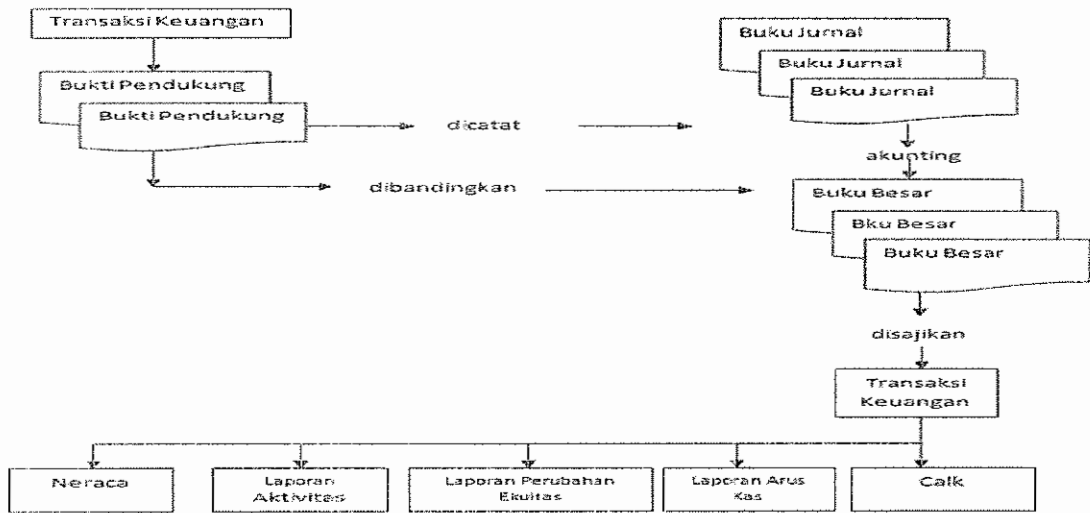 Transaksi Keuangan
Bukti Pendukung
Bukti Pendukung
dicatat
dibandingkan
Buku Jurnal
Buku Jurnal
Buku Jurnal
akunting
Buku Besar
Bku Besar
Buku Besar
disajikan
Transaksi
Keuangan
Neraca
Laporan
Aktivitas
Laporan Perubahan
Ekuitas
Laporan Arus
Kas
Calk